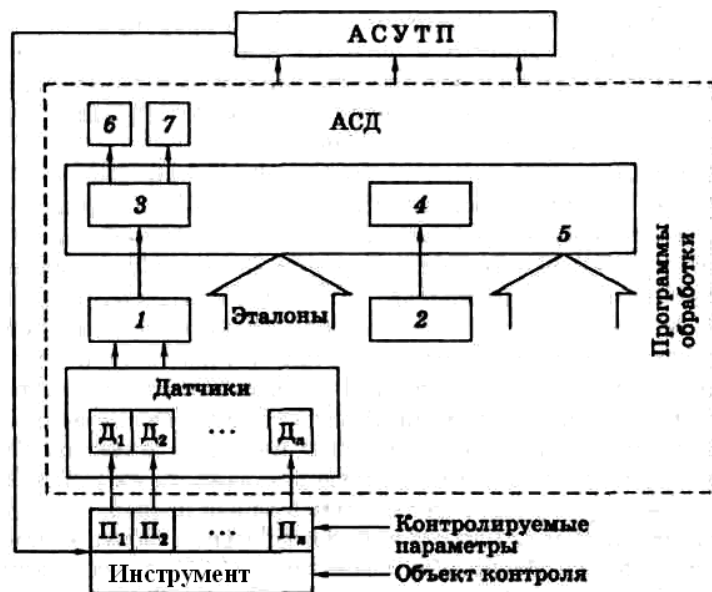 АСУТП
АСД
6 7
3
4
5
1
Эталоны
2
Программы
обработки
Датчики
Д₁ Д₂ ... Дₙ
П₁ П₂ ... Пₙ
Контролируемые
параметры
Инструмент
Объект контроля